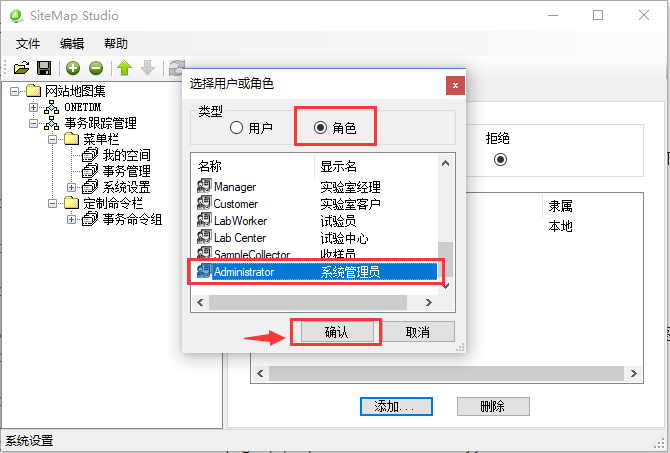 SiteMap Studio
文件 编辑 帮助
网站地图集
ONETDM
事务跟踪管理
菜单栏
我的空间
事务管理
系统设置
定制命令栏
事务命令组
选择用户或角色
类型
用户 角色
名称 显示名
Manager 实验室经理
Customer 实验室客户
LabWorker 试验员
Lab Center 试验中心
SampleCollector 收样员
Administrator 系统管理员
确认 取消
拒绝
隶属
本地
添加... 删除
系统设置